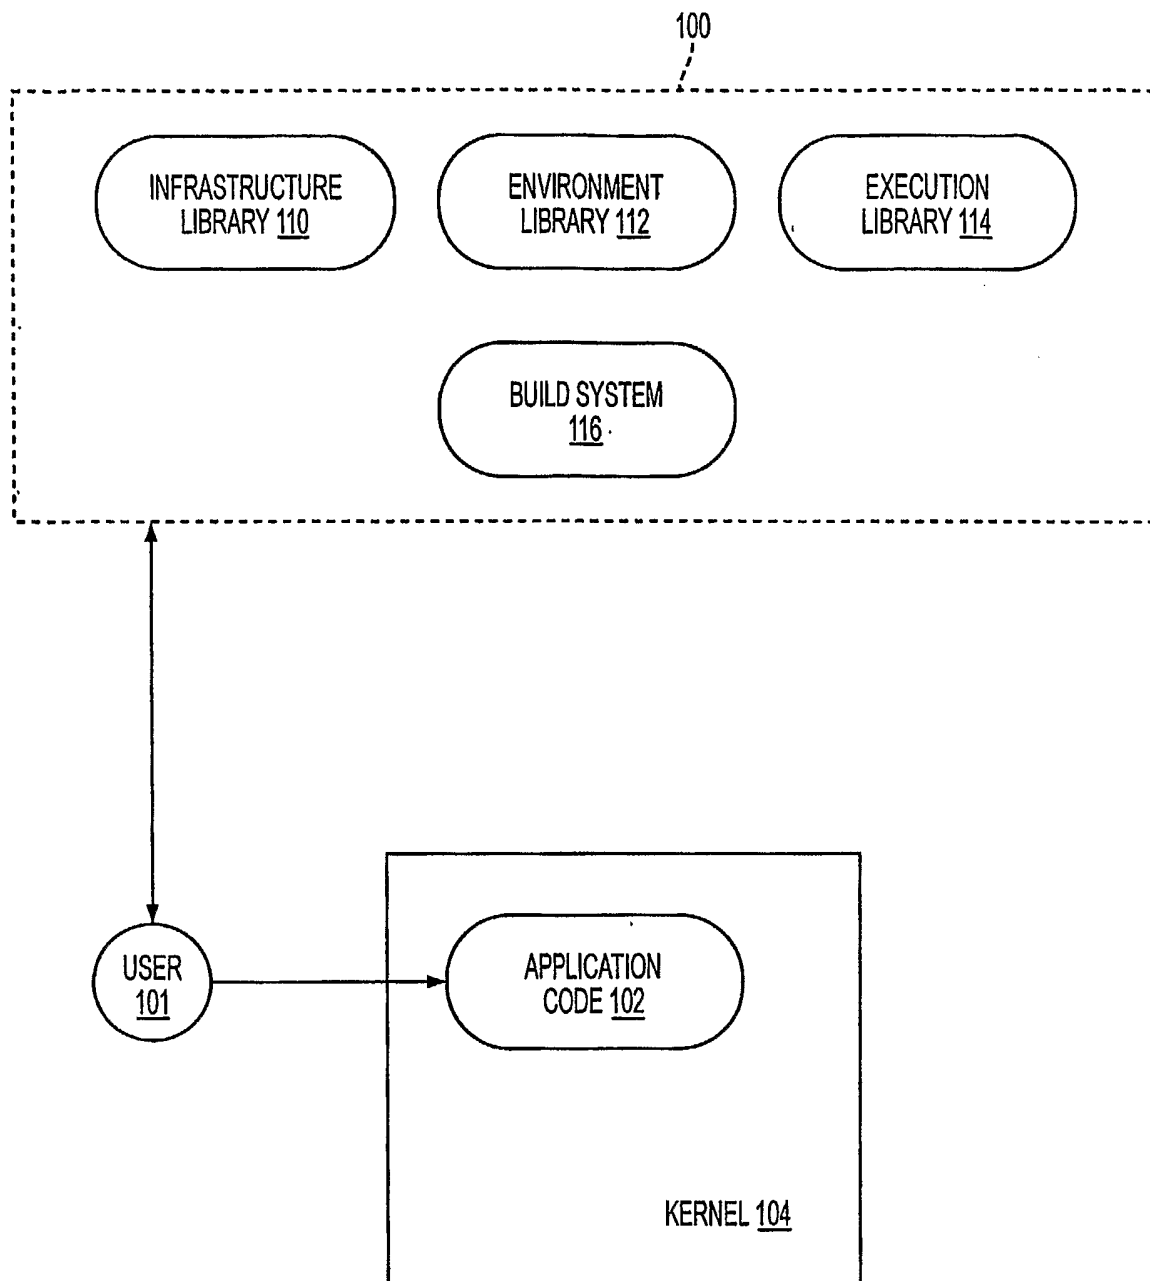 100
INFRASTRUCTURE
LIBRARY 110
ENVIRONMENT
LIBRARY 112
EXECUTION
LIBRARY 114
BUILD SYSTEM
116
USER
101
APPLICATION
CODE 102
KERNEL 104